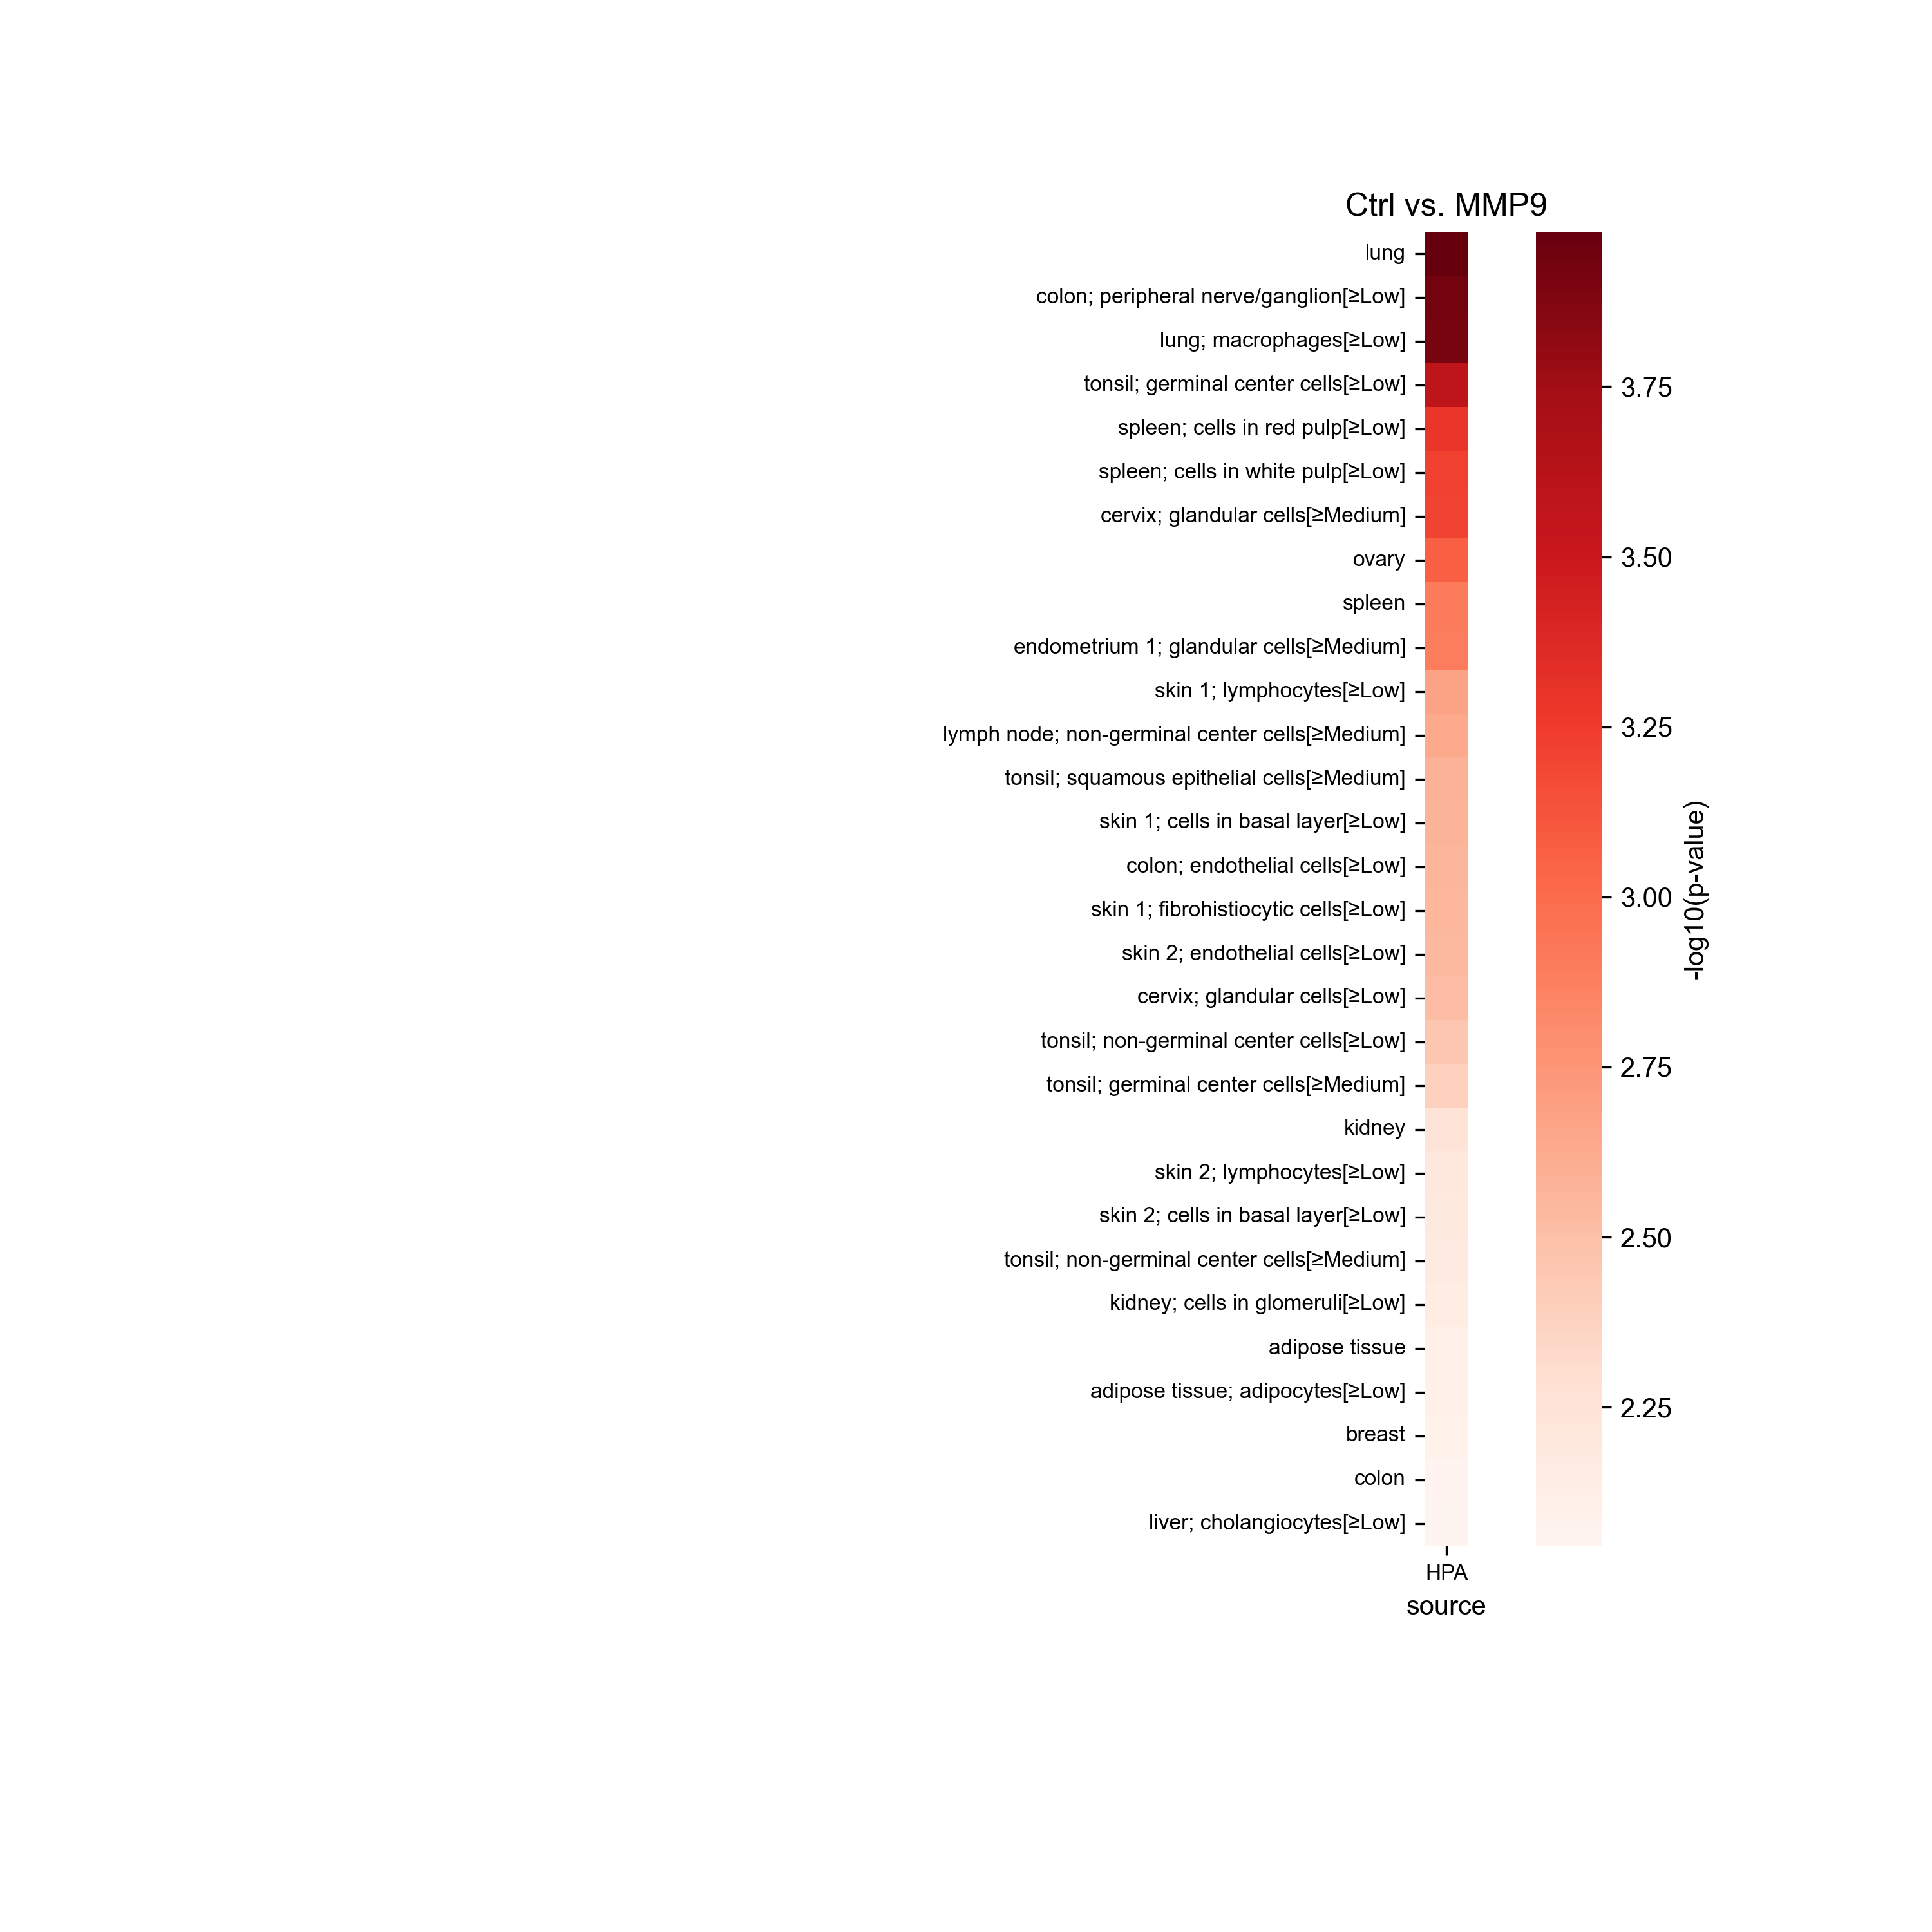 Ctrl vs. MMP9
lung
colon; peripheral nerve/ganglion[≥Low]
lung; macrophages[≥Low]
tonsil; germinal center cells[≥Low]
spleen; cells in red pulp[≥Low]
spleen; cells in white pulp[≥Low]
cervix; glandular cells[≥Medium]
ovary
spleen
endometrium 1; glandular cells[≥Medium]
skin 1; lymphocytes[≥Low]
lymph node; non-germinal center cells[≥Medium]
tonsil; squamous epithelial cells[≥Medium]
skin 1; cells in basal layer[≥Low]
colon; endothelial cells[≥Low]
skin 1; fibrohistiocytic cells[≥Low]
skin 2; endothelial cells[≥Low]
cervix; glandular cells[≥Low]
tonsil; non-germinal center cells[≥Low]
tonsil; germinal center cells[≥Medium]
kidney
skin 2; lymphocytes[≥Low]
skin 2; cells in basal layer[≥Low]
tonsil; non-germinal center cells[≥Medium]
kidney; cells in glomeruli[≥Low]
adipose tissue
adipose tissue; adipocytes[≥Low]
breast
colon
liver; cholangiocytes[≥Low]
HPA
source
3.75
3.50
3.25
3.00
2.75
2.50
2.25
-log10(p-value)